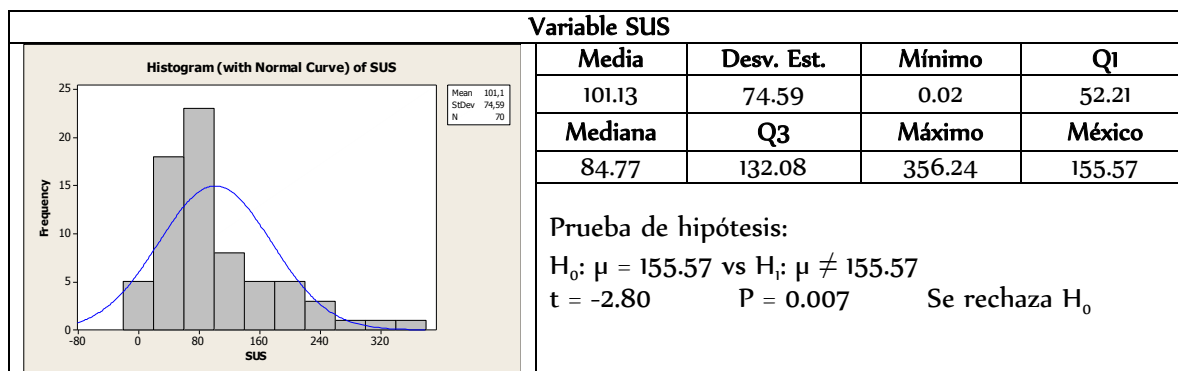 Variable SUS
Histogram (with Normal Curve) of SUS
Mean 101,1
StDev 74,59
N 70
Frequency
25
20
15
10
5
0
-80 0 80 160 240 320
SUS
Media Desv. Est. Mínimo Q1
101.13 74.59 0.02 52.21
Mediana Q3 Máximo México
84.77 132.08 356.24 155.57
Prueba de hipótesis:
H₀: μ = 155.57 vs H₁: μ ≠ 155.57
t = -2.80 P = 0.007 Se rechaza H₀